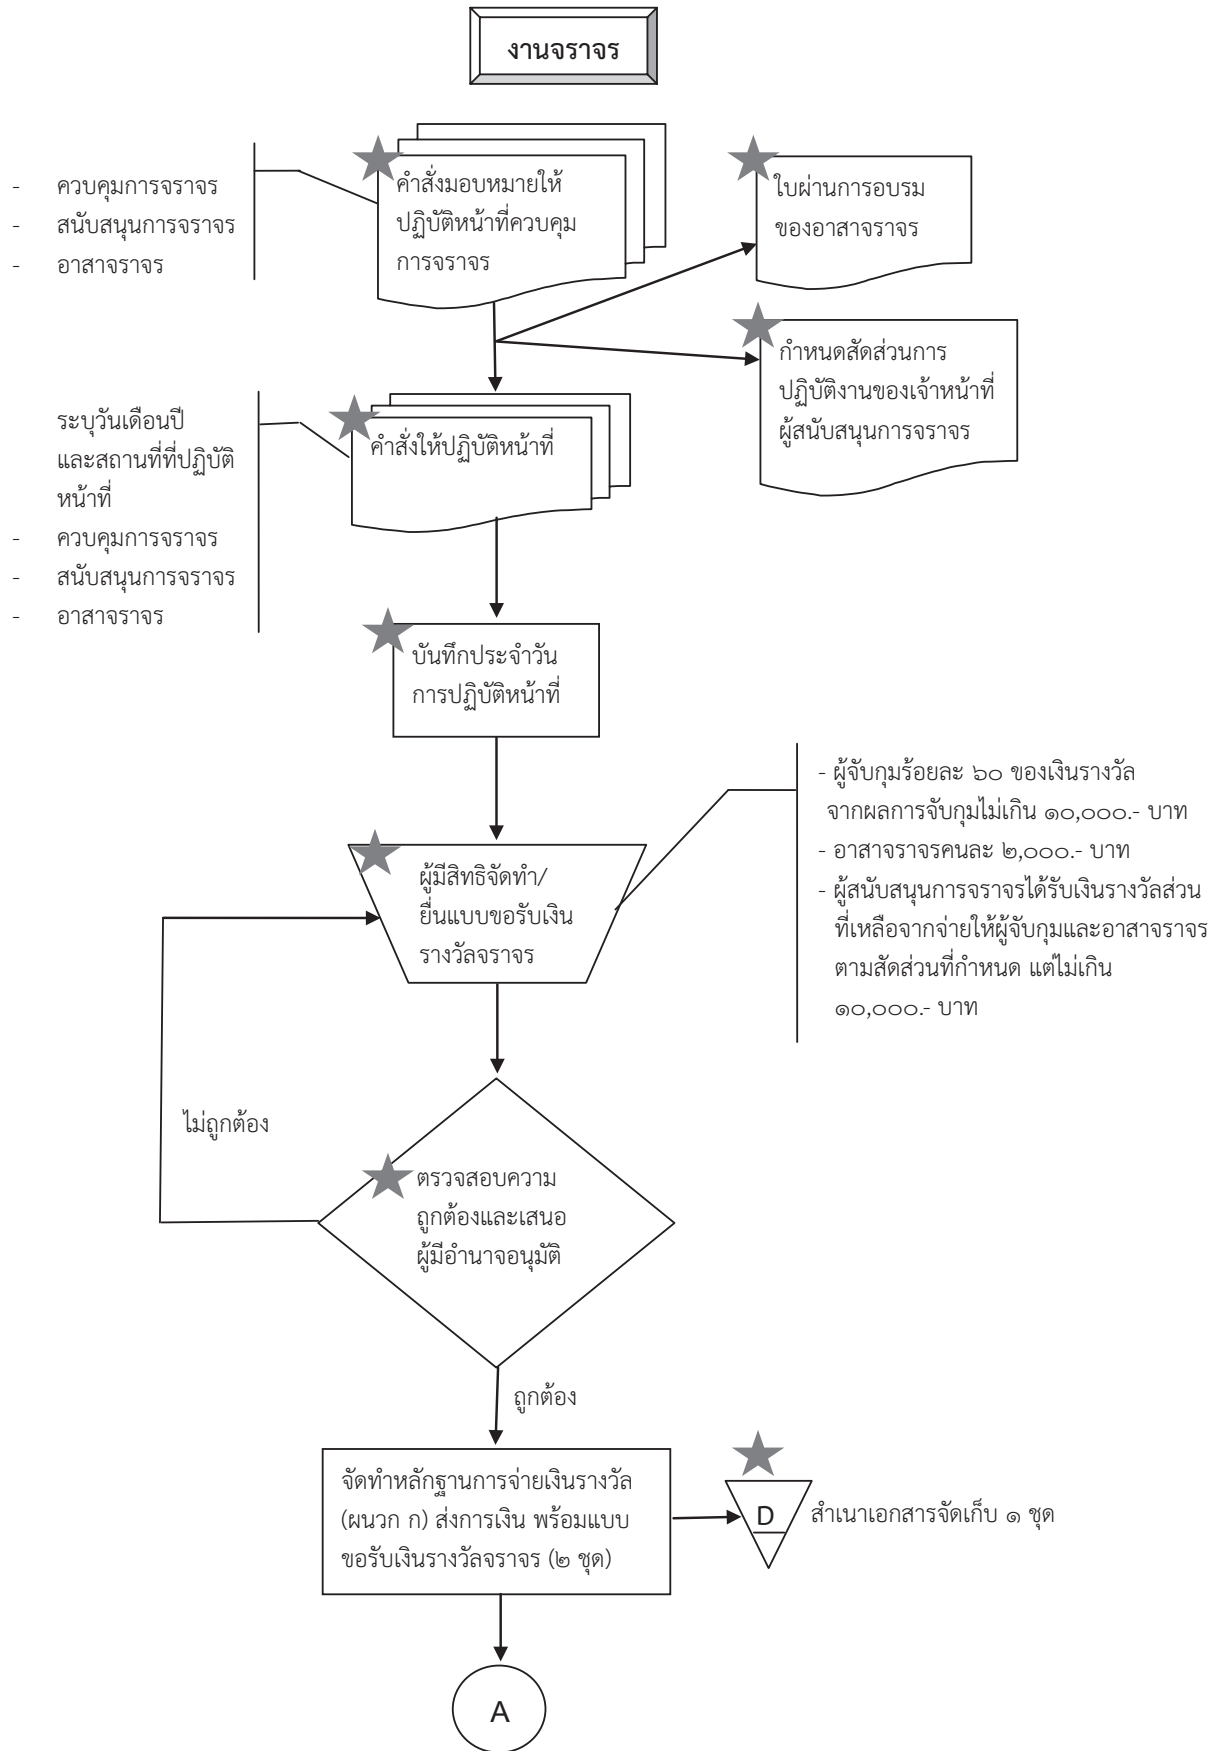 งานจราจร
- ควบคุมการจราจร
- สนับสนุนการจราจร
- อาสาจราจร
คำสั่งมอบหมายให้
ปฏิบัติหน้าที่ควบคุม
การจราจร
ใบผ่านการอบรม
ของอาสาจราจร
กำหนดสัดส่วนการ
ปฏิบัติงานของเจ้าหน้าที่
ผู้สนับสนุนการจราจร
ระบุวันเดือนปี
และสถานที่ที่ปฏิบัติ
หน้าที่
- ควบคุมการจราจร
- สนับสนุนการจราจร
- อาสาจราจร
คำสั่งให้ปฏิบัติหน้าที่
บันทึกประจำวัน
การปฏิบัติหน้าที่
- ผู้จับกุมร้อยละ ๖๐ ของเงินรางวัล
จากผลการจับกุมไม่เกิน ๑๐,๐๐๐.- บาท
- อาสาจราจรคนละ ๒,๐๐๐.- บาท
- ผู้สนับสนุนการจราจรได้รับเงินรางวัลส่วน
ที่เหลือจากจ่ายให้ผู้จับกุมและอาสาจราจร
ตามสัดส่วนที่กำหนด แต่ไม่เกิน
๑๐,๐๐๐.- บาท
ผู้มีสิทธิจัดทำ/
ยื่นแบบขอรับเงิน
รางวัลจราจร
ไม่ถูกต้อง
ตรวจสอบความ
ถูกต้องและเสนอ
ผู้มีอำนาจอนุมัติ
ถูกต้อง
จัดทำหลักฐานการจ่ายเงินรางวัล
(ผนวก ก) ส่งการเงิน พร้อมแบบ
ขอรับเงินรางวัลจราจร (๒ ชุด)
D
สำเนาเอกสารจัดเก็บ ๑ ชุด
A